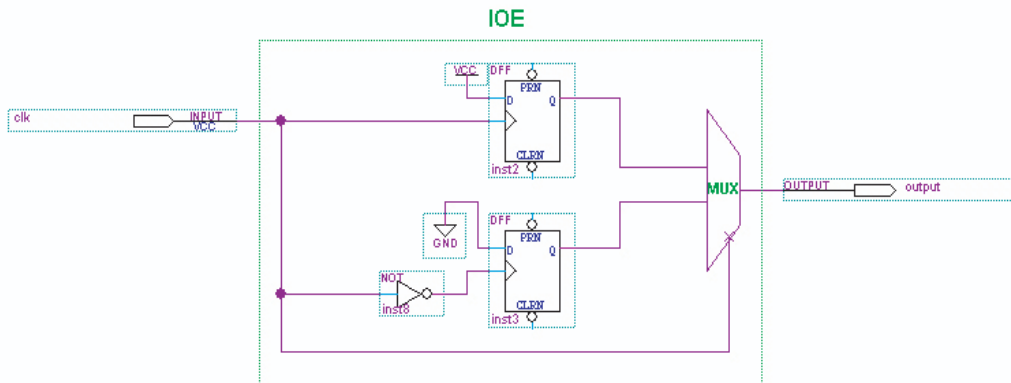 IOE
VCC
DFF
PRN
D
Q
CLRN
inst2
clk
INPUT
VCC
MUX
OUTPUT
output
DFF
PRN
D
Q
CLRN
inst3
GND
NOT
inst8